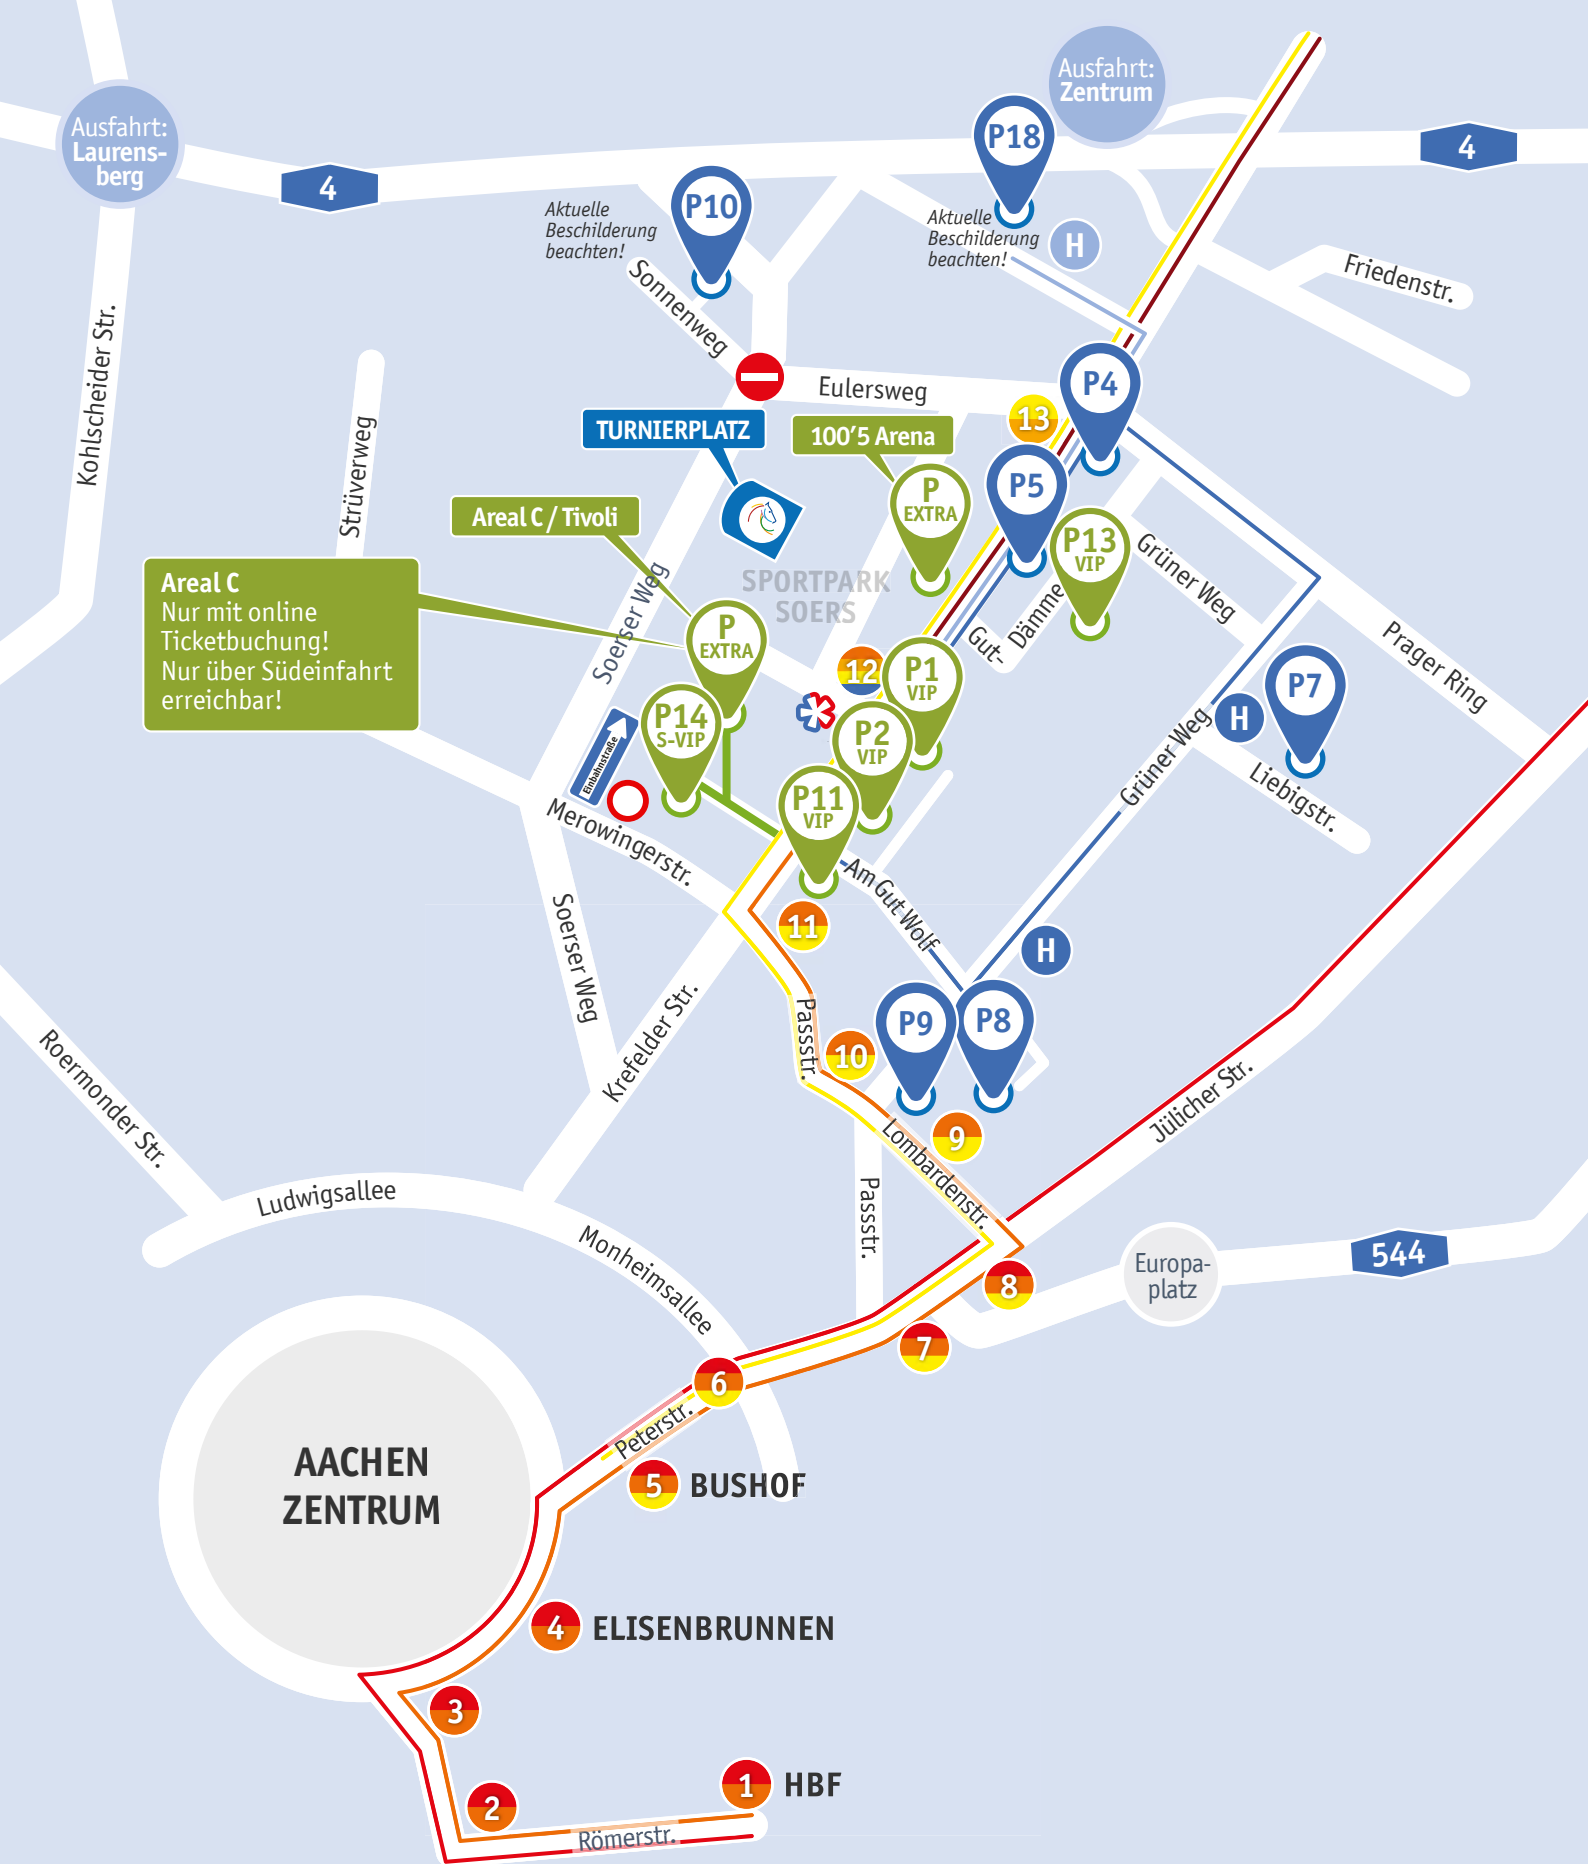 Ausfahrt:
Zentrum
Ausfahrt:
Laurens-
berg
P18
4
4
P10
Aktuelle
Beschilderung
beachten!
Aktuelle
Beschilderung
beachten!
H
Sonnenweg
Friedenstr.
Kohlscheider Str.
Eulersweg
P4
13
Strüverweg
TURNIERPLATZ
100'5 Arena
P
EXTRA
P5
Areal C / Tivoli
P13
VIP
Grüner Weg
SPORTPARK
SOERS
Areal C
Nur mit online
Ticketbuchung!
Nur über Südeinfahrt
erreichbar!
Soerser Weg
P
EXTRA
Gut-
Dämme
Prager Ring
12
P1
VIP
P7
H
P14
S-VIP
P2
VIP
Einbahnstraße
Grüner Weg
Liebigstr.
P11
VIP
Merowingerstr.
Am Gut Wolf
11
H
Soerser Weg
Krefelder Str.
Passstr.
10
P9
P8
Roermonder Str.
Jülicher Str.
9
Lombardenstr.
Ludwigsallee
Passstr.
Monheimsallee
Europa-
platz
544
8
7
6
Peterstr.
AACHEN
ZENTRUM
5
BUSHOF
4
ELISENBRUNNEN
3
1
HBF
2
Römerstr.